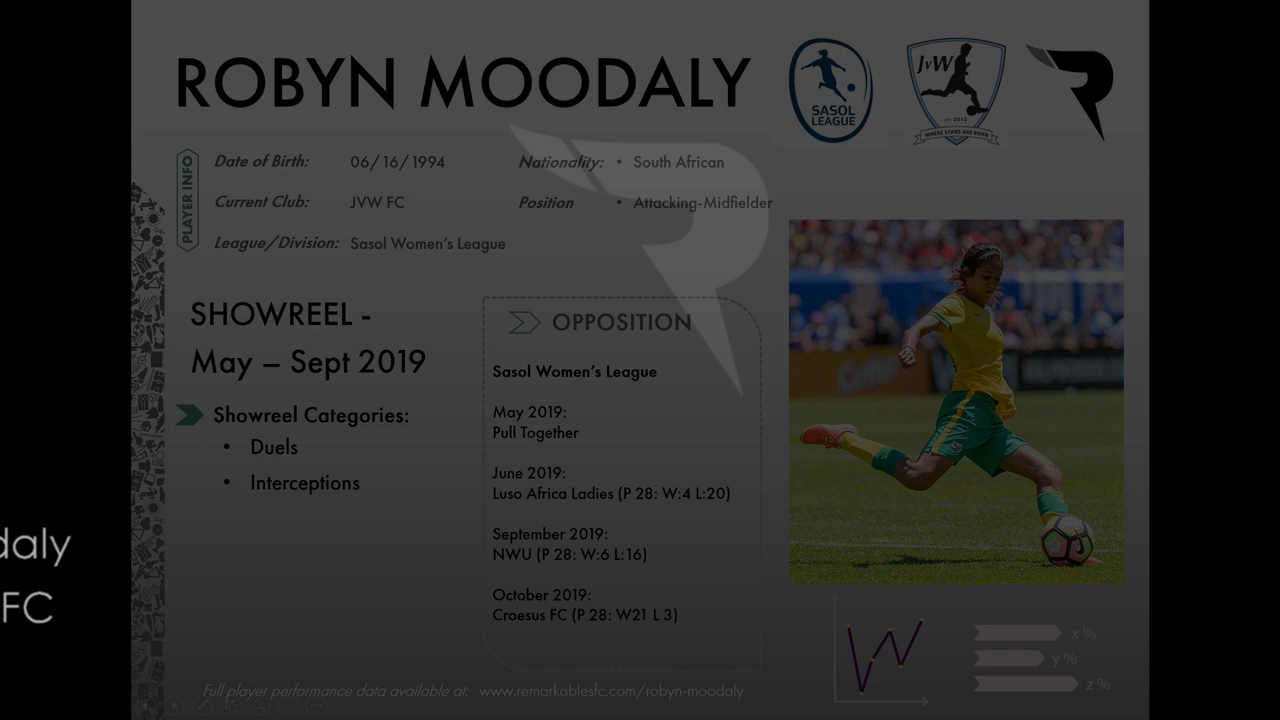 ROBYN MOODALY
SASOL
LEAGUE
JvW
EST. 2012
WHERE STARS ARE BORN
PLAYER INFO
Date of Birth: 06/16/1994
Nationality: • South African
Current Club: JVW FC
Position • Attacking-Midfielder
League/Division: Sasol Women's League
SHOWREEL -
May – Sept 2019
Showreel Categories:
• Duels
• Interceptions
OPPOSITION
Sasol Women's League
May 2019:
Pull Together
June 2019:
Luso Africa Ladies (P 28: W:4 L:20)
September 2019:
NWU (P 28: W:6 L:16)
October 2019:
Croesus FC (P 28: W21 L 3)
daly
FC
x %
y %
z %
Full player performance data available at: www.remarkablesfc.com/robyn-moodaly